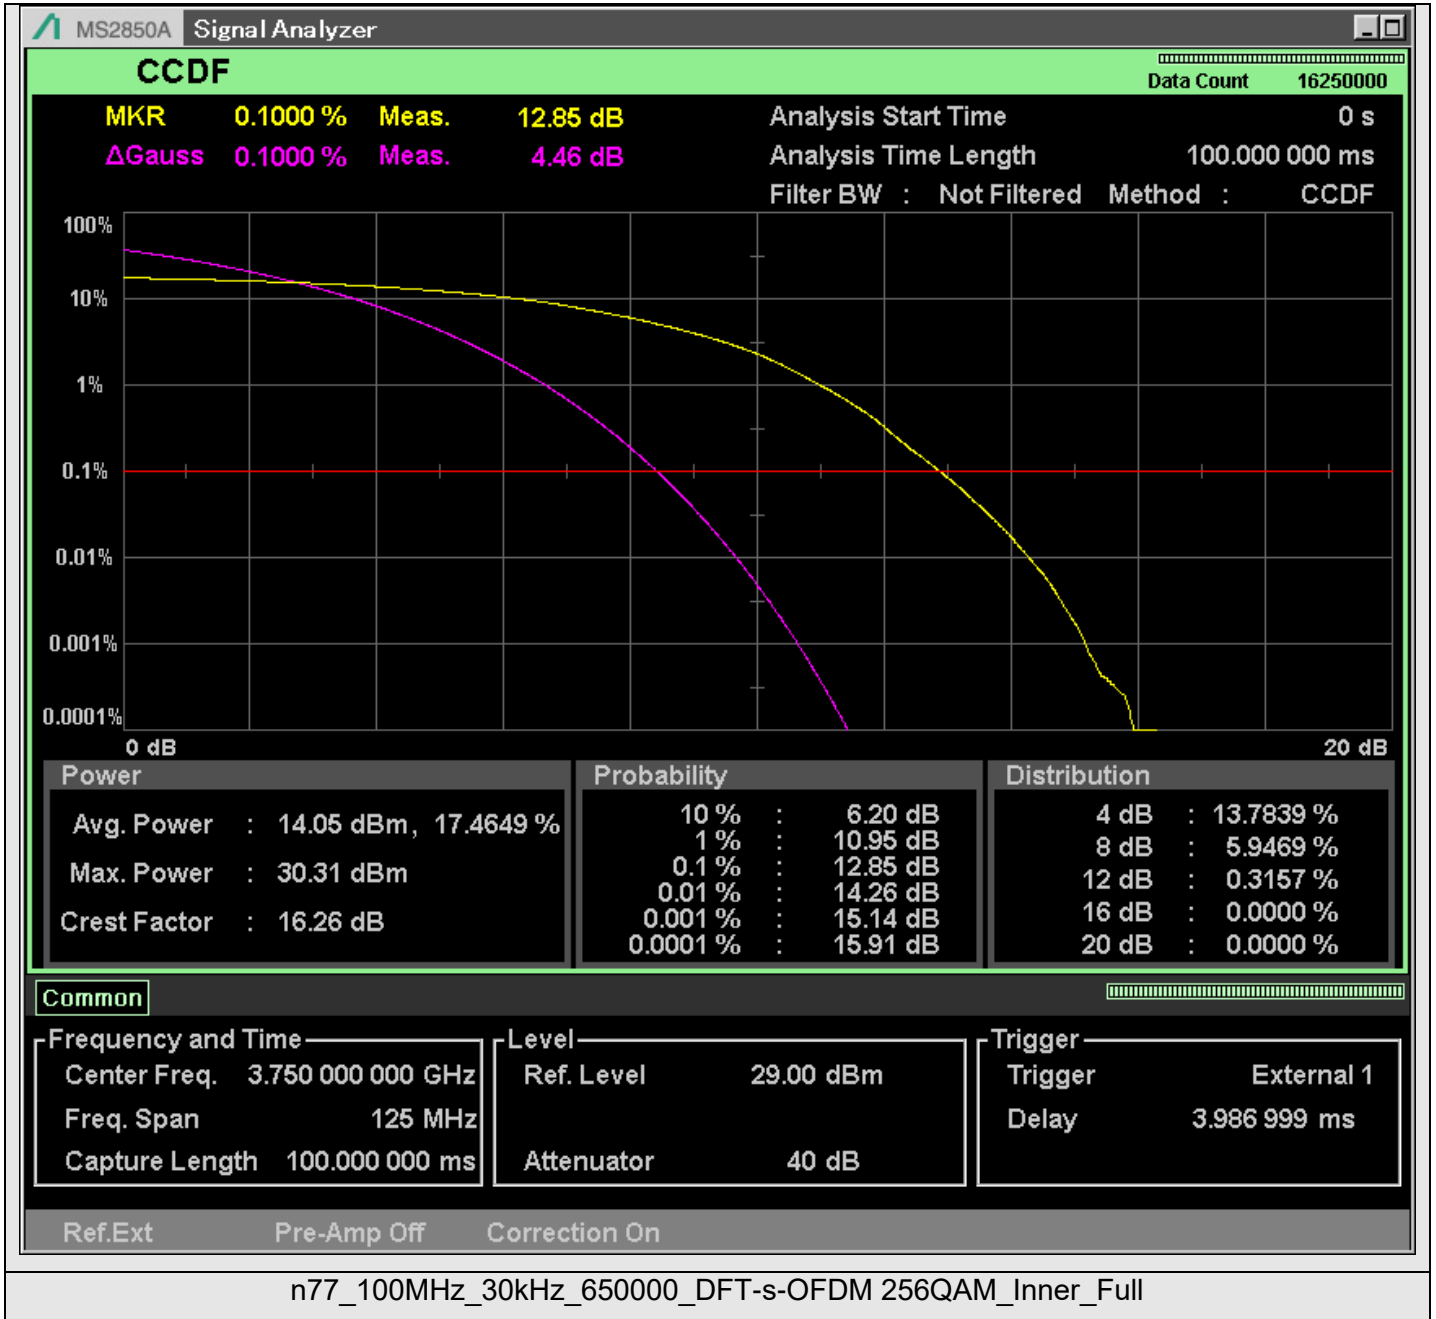 MS2850A Signal Analyzer
CCDF
Data Count 16250000
MKR 0.1000 % Meas. 12.85 dB
ΔGauss 0.1000 % Meas. 4.46 dB
Analysis Start Time 0 s
Analysis Time Length 100.000 000 ms
Filter BW : Not Filtered Method : CCDF
100%
10%
1%
0.1%
0.01%
0.001%
0.0001%
0 dB 20 dB
Power
Avg. Power : 14.05 dBm, 17.4649 %
Max. Power : 30.31 dBm
Crest Factor : 16.26 dB
Probability
10 % : 6.20 dB
1 % : 10.95 dB
0.1 % : 12.85 dB
0.01 % : 14.26 dB
0.001 % : 15.14 dB
0.0001 % : 15.91 dB
Distribution
4 dB : 13.7839 %
8 dB : 5.9469 %
12 dB : 0.3157 %
16 dB : 0.0000 %
20 dB : 0.0000 %
Common
Frequency and Time
Center Freq. 3.750 000 000 GHz
Freq. Span 125 MHz
Capture Length 100.000 000 ms
Level
Ref. Level 29.00 dBm
Attenuator 40 dB
Trigger
Trigger External 1
Delay 3.986 999 ms
Ref.Ext Pre-Amp Off Correction On
n77_100MHz_30kHz_650000_DFT-s-OFDM 256QAM_Inner_Full